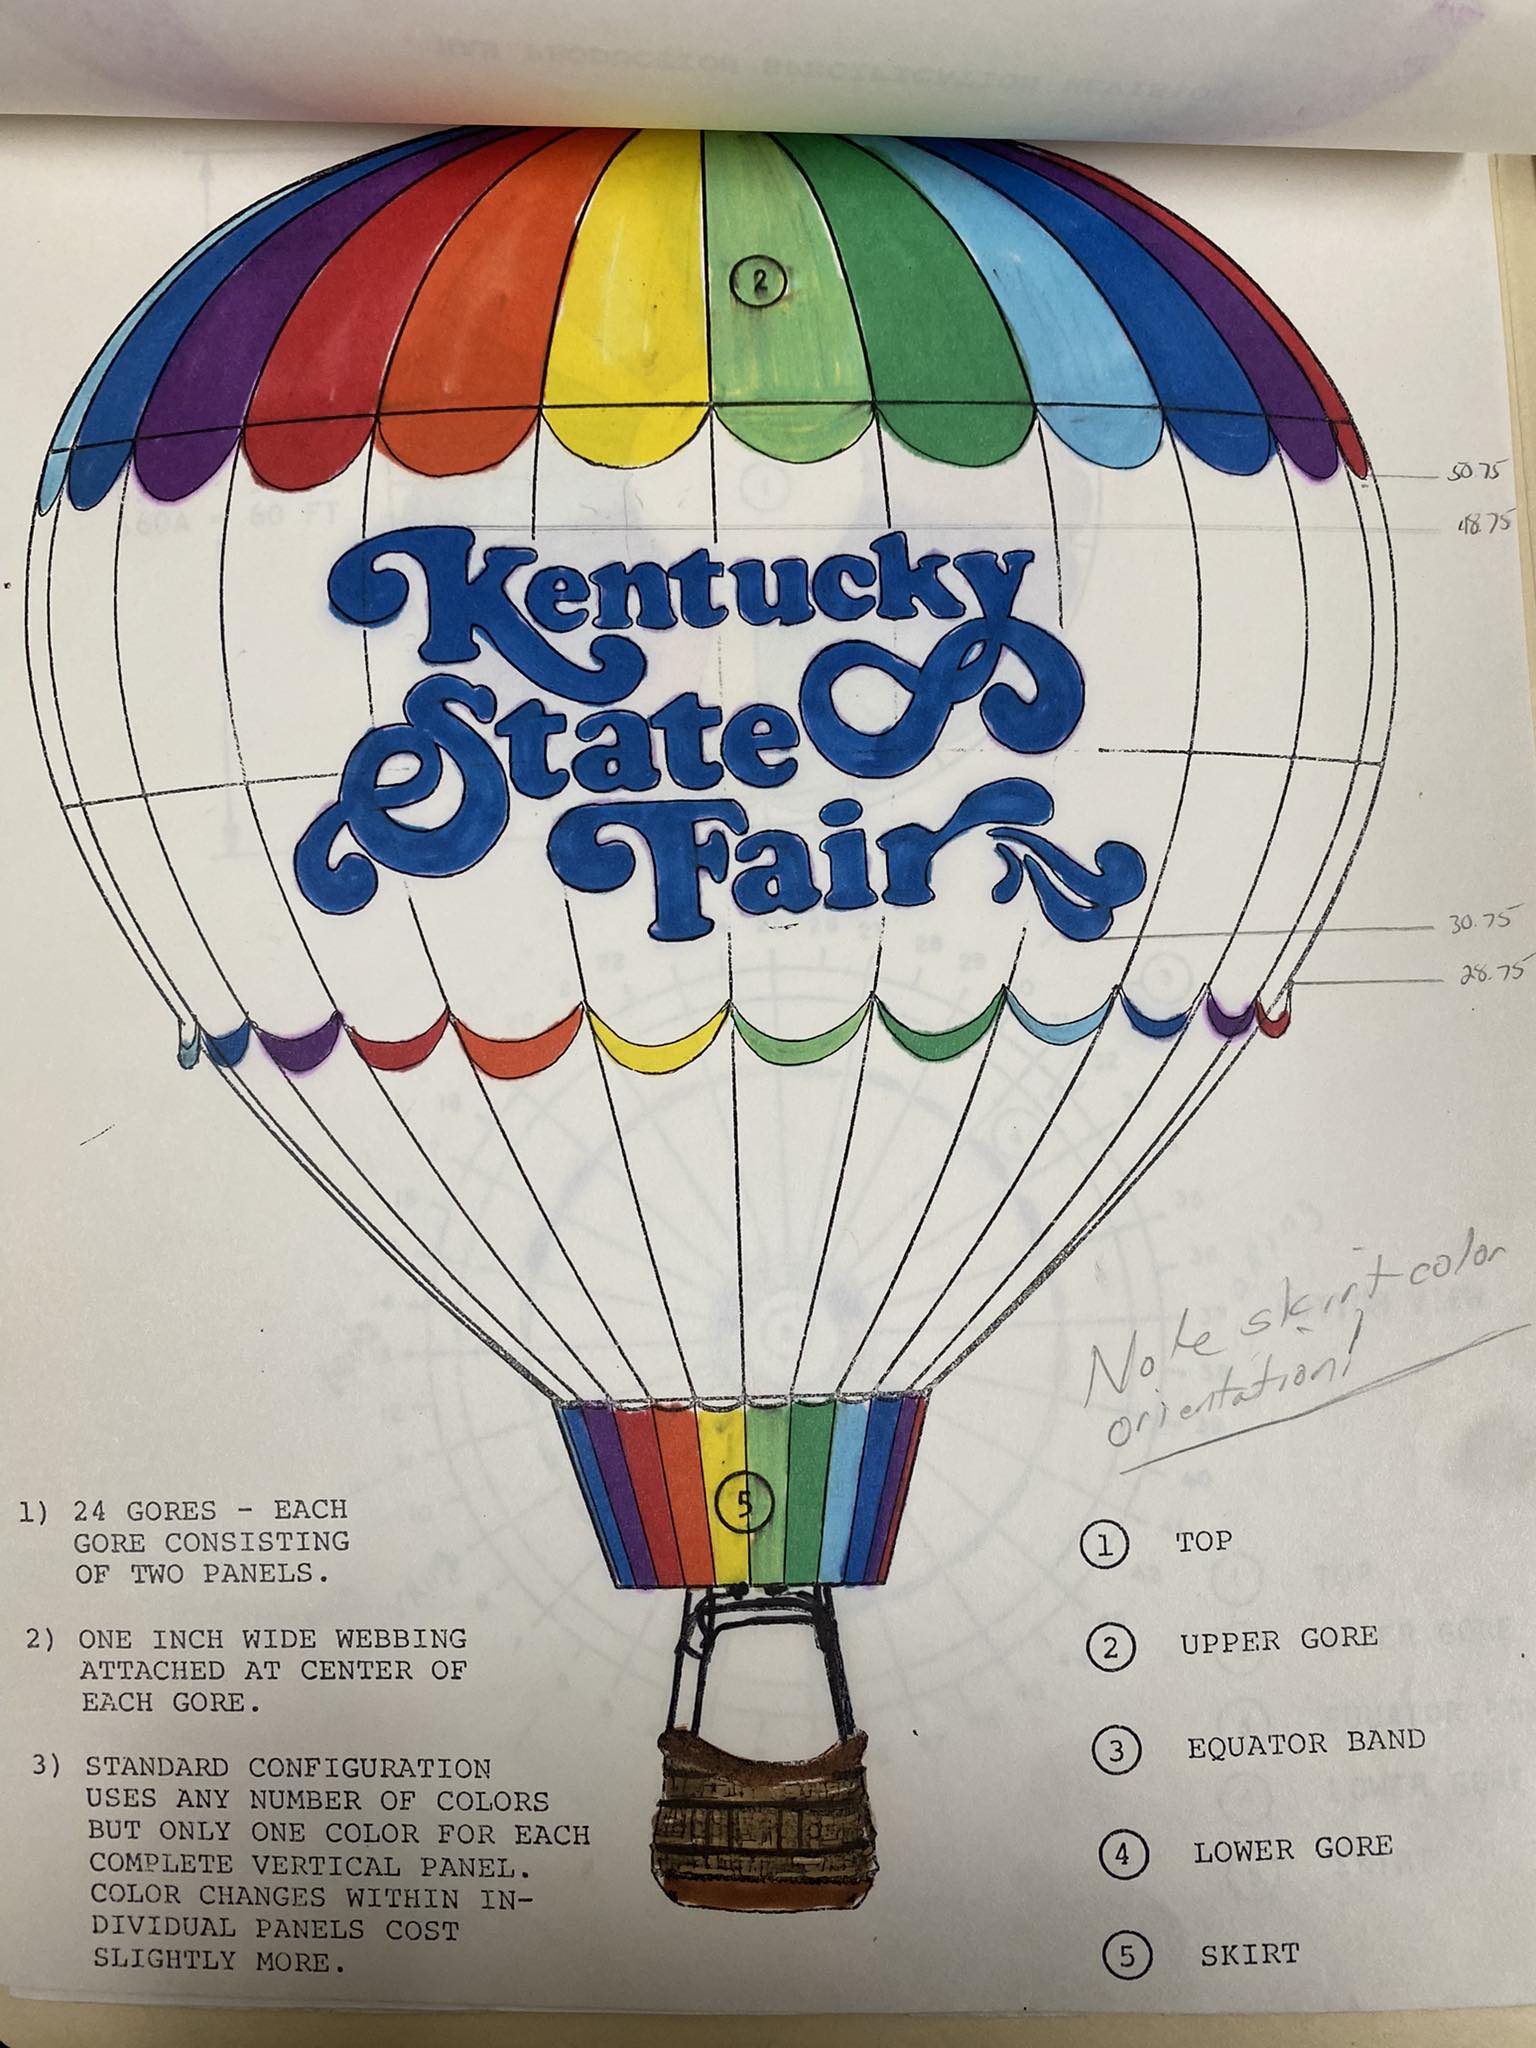 2
50.75
48.75
Kentucky
State
Fair
30.75
28.75
Note skirt color
orientation!
5
1) 24 GORES - EACH
GORE CONSISTING
OF TWO PANELS.
2) ONE INCH WIDE WEBBING
ATTACHED AT CENTER OF
EACH GORE.
3) STANDARD CONFIGURATION
USES ANY NUMBER OF COLORS
BUT ONLY ONE COLOR FOR EACH
COMPLETE VERTICAL PANEL.
COLOR CHANGES WITHIN IN-
DIVIDUAL PANELS COST
SLIGHTLY MORE.
1 TOP
2 UPPER GORE
3 EQUATOR BAND
4 LOWER GORE
5 SKIRT